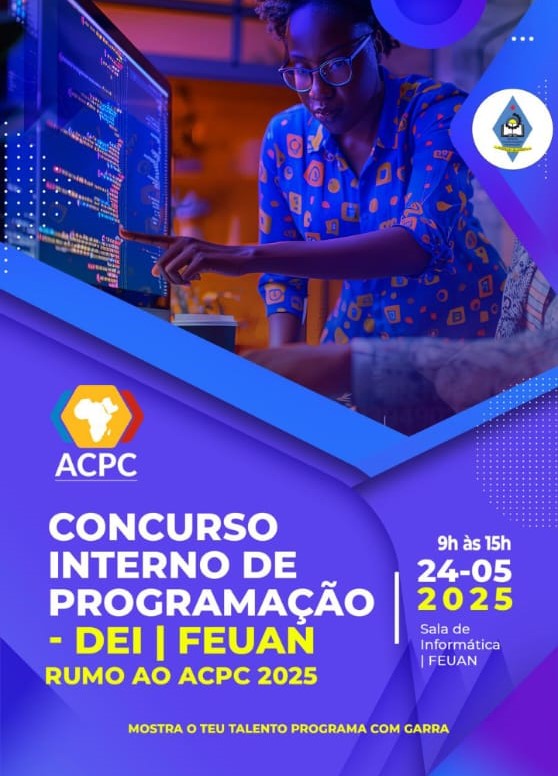 ACPC
CONCURSO
INTERNO DE
PROGRAMAÇÃO
- DEI | FEUAN
RUMO AO ACPC 2025
9h às 15h
24-05
2025
Sala de
Informática
| FEUAN
MOSTRA O TEU TALENTO PROGRAMA COM GARRA